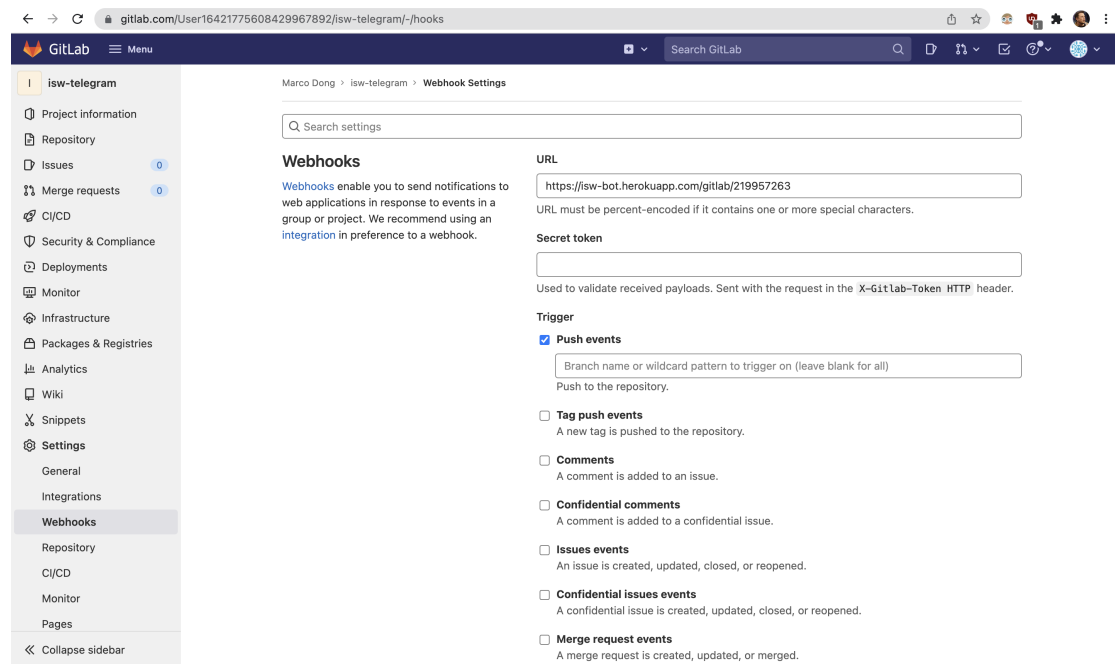 gitlab.com/User16421775608429967892/isw-telegram/-/hooks
1
GitLab
Menu
Search GitLab
I isw-telegram
Project information
Repository
Issues 0
Merge requests 0
CI/CD
Security & Compliance
Deployments
Monitor
Infrastructure
Packages & Registries
Analytics
Wiki
Snippets
Settings
General
Integrations
Webhooks
Repository
CI/CD
Monitor
Pages
Collapse sidebar
Marco Dong > isw-telegram > Webhook Settings
Search settings
Webhooks
Webhooks enable you to send notifications to
web applications in response to events in a
group or project. We recommend using an
integration in preference to a webhook.
URL
https://isw-bot.herokuapp.com/gitlab/219957263
URL must be percent-encoded if it contains one or more special characters.
Secret token
Used to validate received payloads. Sent with the request in the X-Gitlab-Token HTTP header.
Trigger
Push events
Branch name or wildcard pattern to trigger on (leave blank for all)
Push to the repository.
Tag push events
A new tag is pushed to the repository.
Comments
A comment is added to an issue.
Confidential comments
A comment is added to a confidential issue.
Issues events
An issue is created, updated, closed, or reopened.
Confidential issues events
A confidential issue is created, updated, closed, or reopened.
Merge request events
A merge request is created, updated, or merged.